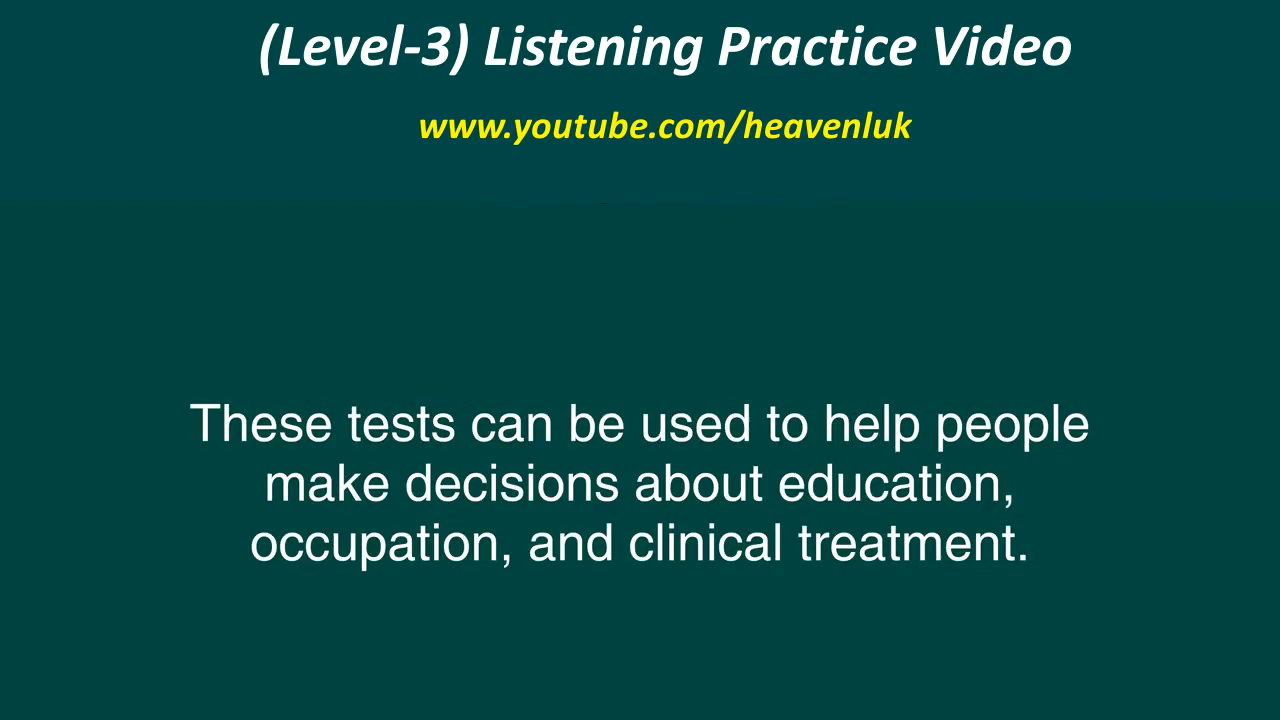 (Level-3) Listening Practice Video
www.youtube.com/heavenluk
These tests can be used to help people
make decisions about education,
occupation, and clinical treatment.